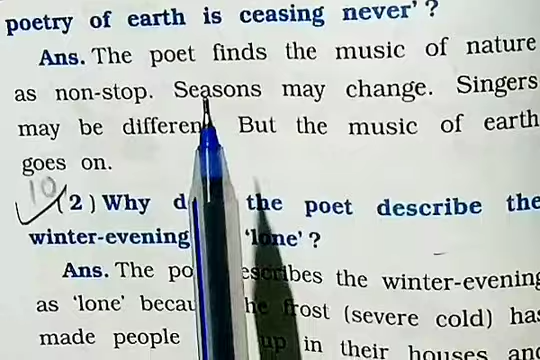 poetry of earth is ceasing never' ?
Ans. The poet finds the music of nature
as non-stop. Seasons may change. Singers
may be differen But the music of earth
goes on.
10
(2) Why d the poet describe the
winter-evening 'lone' ?
Ans. The po escribes the winter-evening
as 'lone' becau he frost (severe cold) has
made people up in their houses and